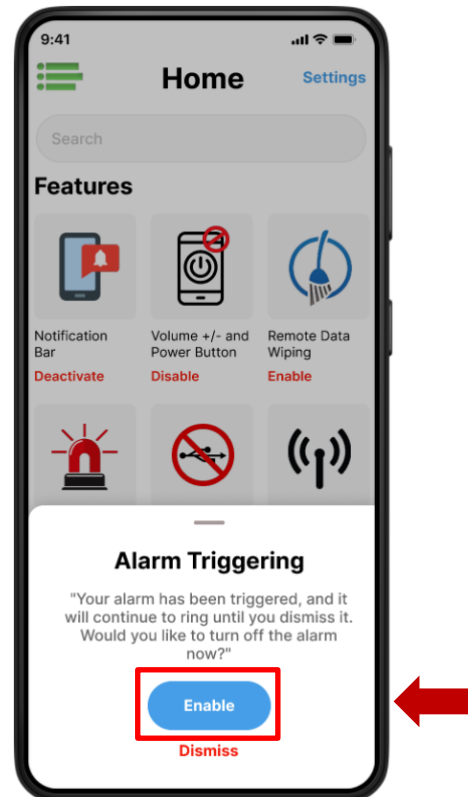 9:41
Home
Settings
Search
Features
Notification
Bar
Volume +/- and
Power Button
Remote Data
Wiping
Deactivate
Disable
Enable
Alarm Triggering
"Your alarm has been triggered, and it
will continue to ring until you dismiss it.
Would you like to turn off the alarm
now?"
Enable
Dismiss